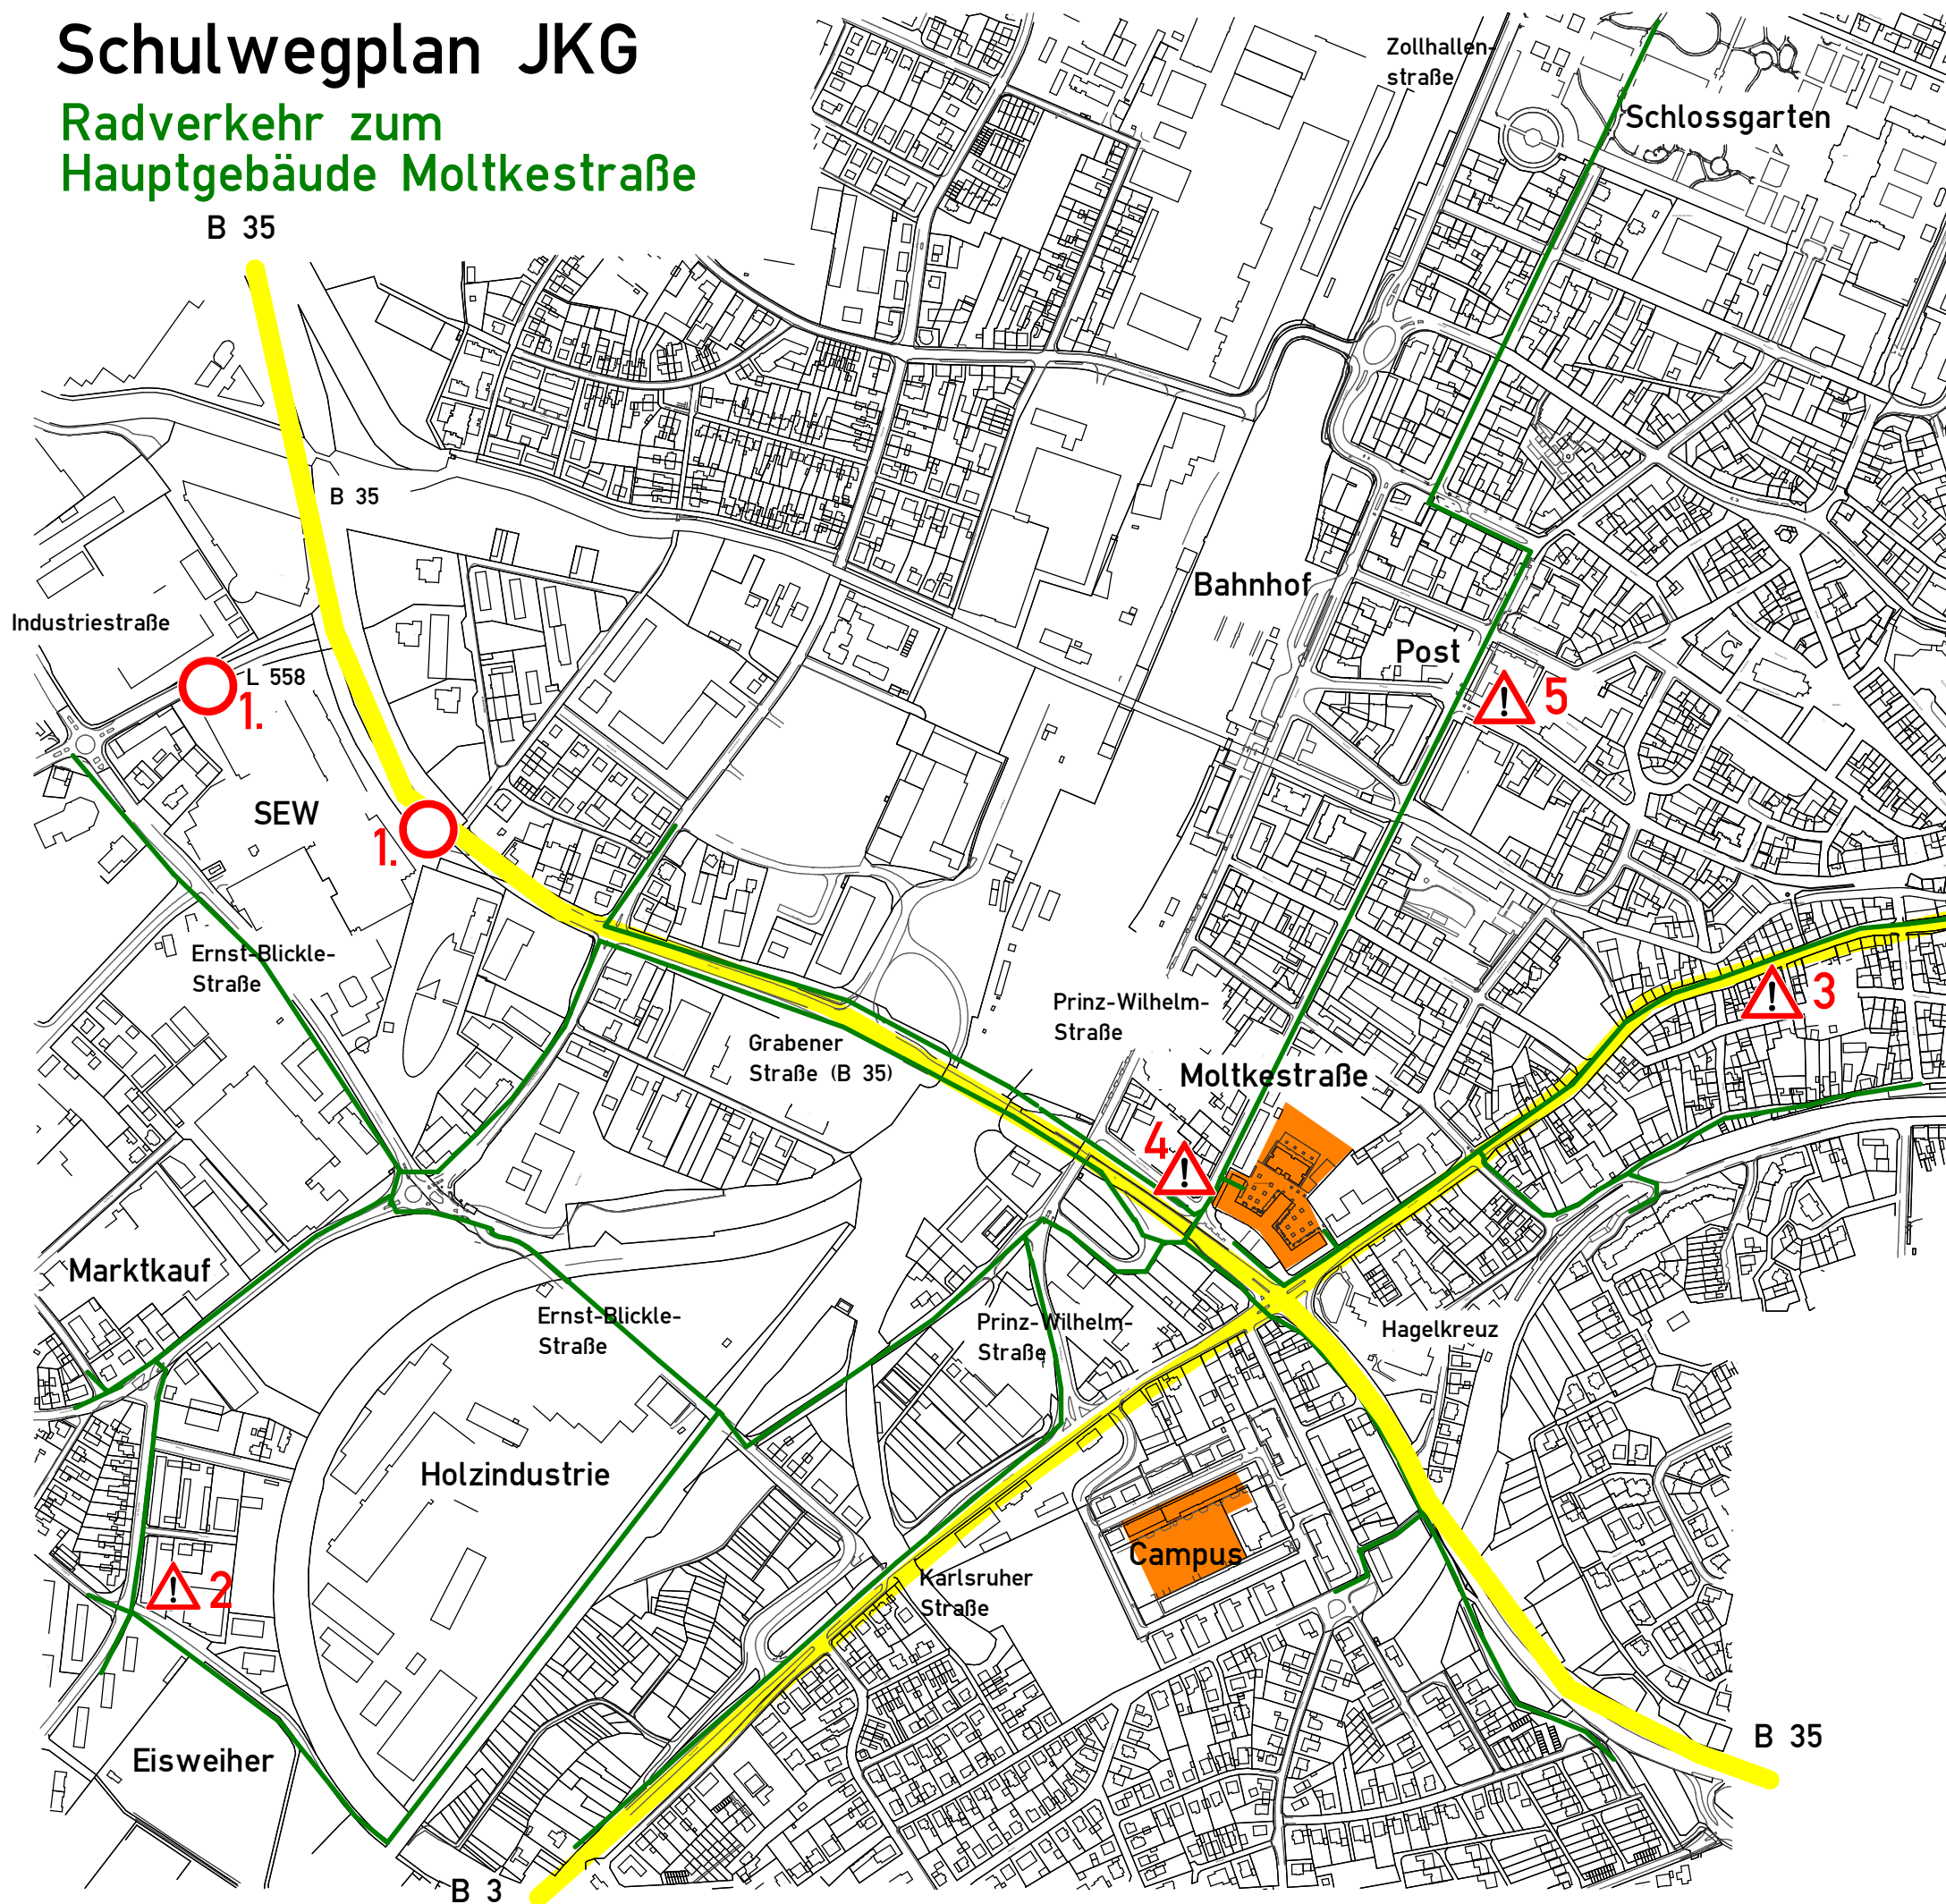 Schulwegplan JKG
Radverkehr zum
Hauptgebäude Moltkestraße
B 35
Zollhallen-
straße
Schlossgarten
B 35
Bahnhof
Industriestraße
Post
L 558
1.
5
SEW
1.
Ernst-Blickle-
Straße
3
Prinz-Wilhelm-
Straße
Grabener
Straße (B 35)
Moltkestraße
4
Marktkauf
Ernst-Blickle-
Straße
Prinz-Wilhelm-
Straße
Hagelkreuz
Holzindustrie
Campus
2
Karlsruher
Straße
Eisweiher
B 35
B 3